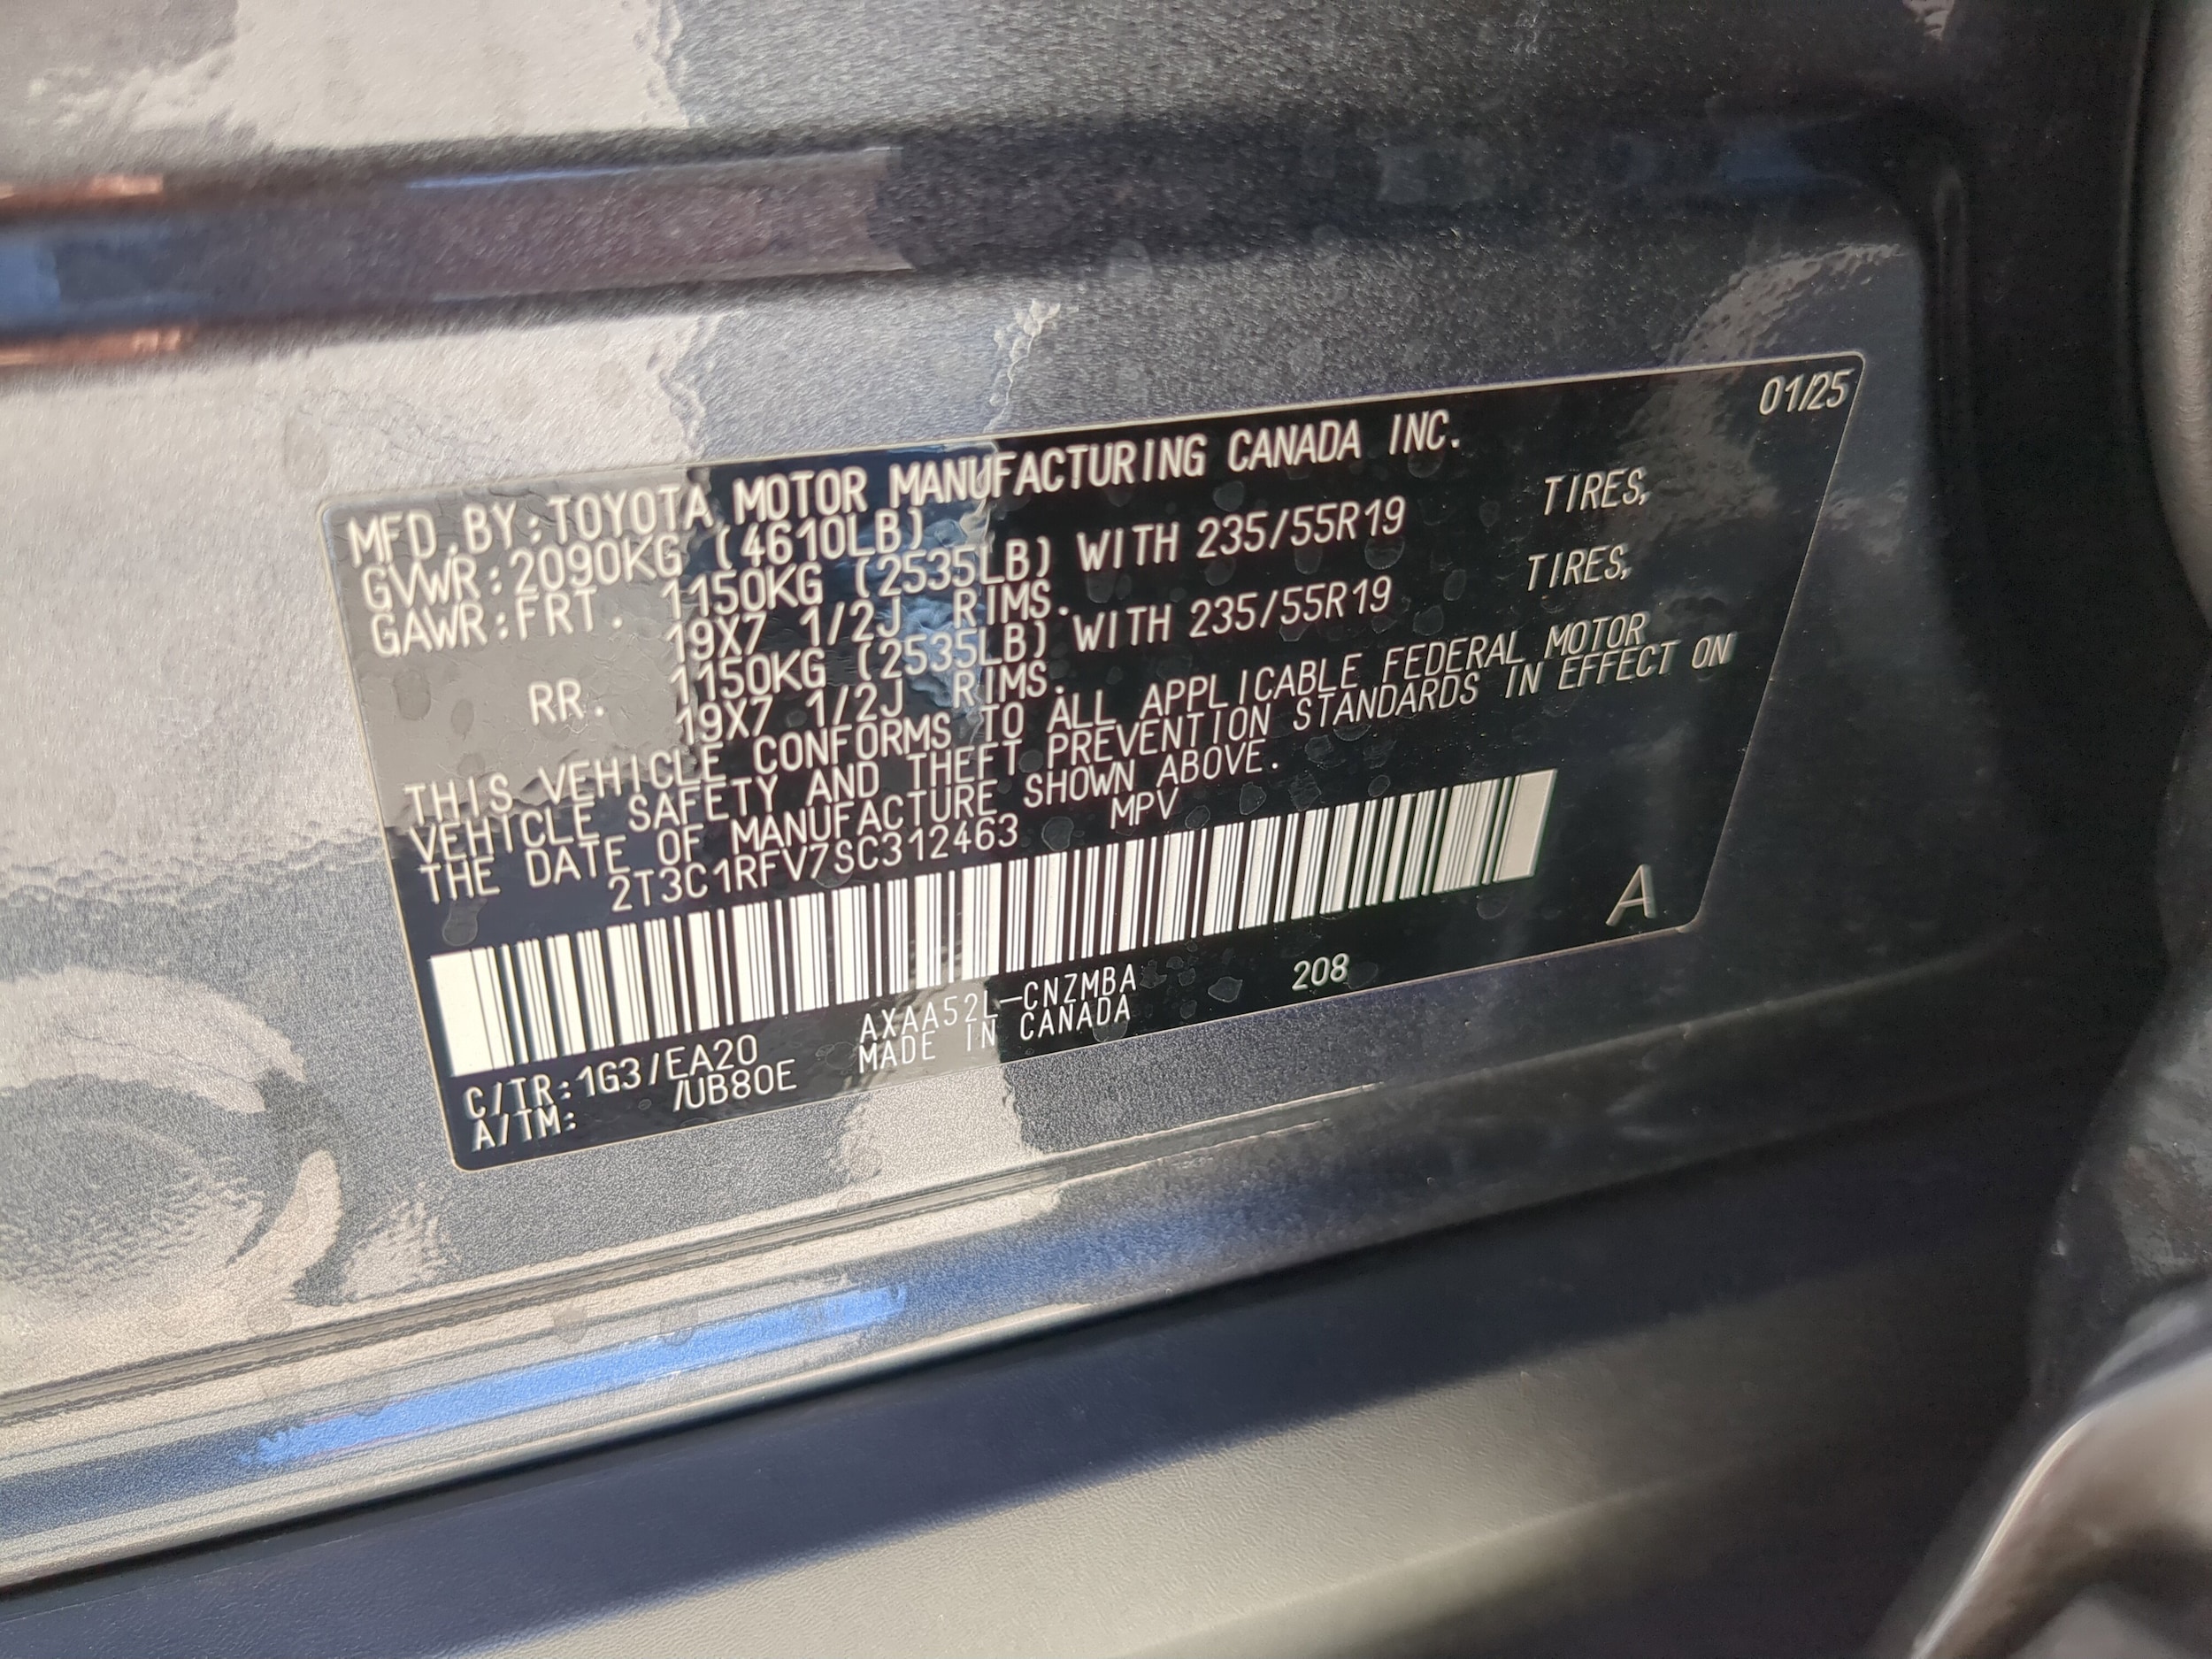 01/25
MFD.BY:TOYOTA MOTOR MANUFACTURING CANADA INC.
GVWR:2090KG (4610LB)
GAWR:FRT. 1150KG (2535LB) WITH 235/55R19 TIRES,
19X7 1/2J RIMS.
RR. 1150KG (2535LB) WITH 235/55R19 TIRES,
19X7 1/2J RIMS.
THIS VEHICLE CONFORMS TO ALL APPLICABLE FEDERAL MOTOR
VEHICLE SAFETY AND THEFT PREVENTION STANDARDS IN EFFECT ON
THE DATE OF MANUFACTURE SHOWN ABOVE.
2T3C1RFV7SC312463 MPV
A
C/TR:1G3/EA20 AXAA52L-CNZMBA 208
A/TM: /UB80E MADE IN CANADA